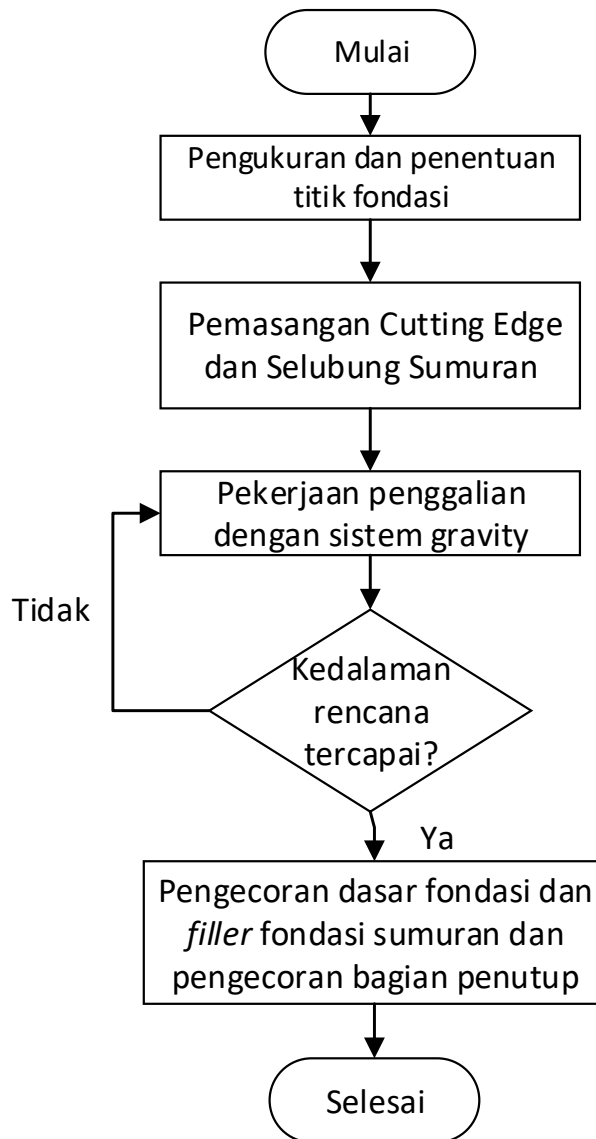 Mulai
Pengukuran dan penentuan
titik fondasi
Pemasangan Cutting Edge
dan Selubung Sumuran
Pekerjaan penggalian
dengan sistem gravity
Tidak
Kedalaman
rencana
tercapai?
Ya
Pengecoran dasar fondasi dan
filler fondasi sumuran dan
pengecoran bagian penutup
Selesai